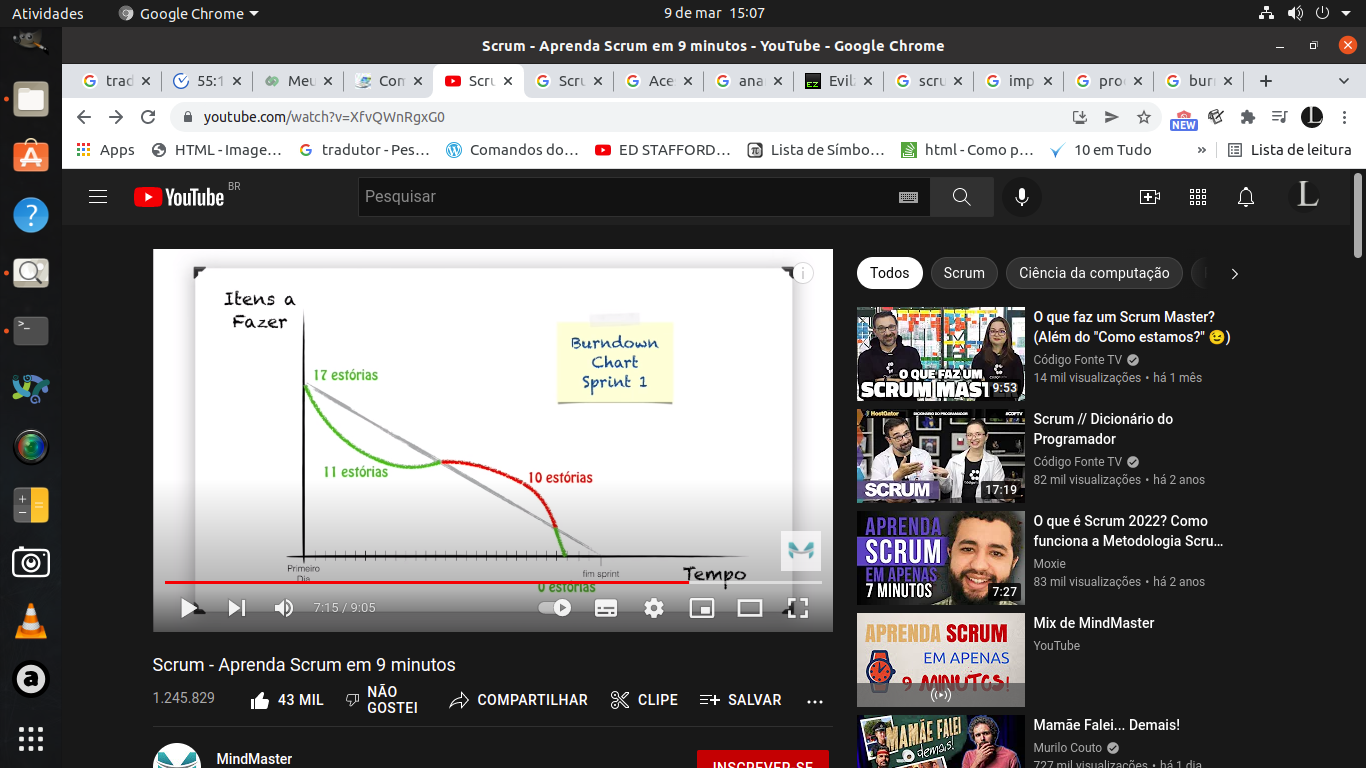 Atividades
Google Chrome
9 de mar 15:07
Scrum - Aprenda Scrum em 9 minutos - YouTube - Google Chrome
trad
55:1
Meu
Com
Scru
Scru
Ace
ana
Evil
scru
imp
pro
bur
youtube.com/watch?v=XfvQWnRgxG0
NEW
Apps
HTML - Image...
tradutor - Pes...
Comandos do...
ED STAFFORD...
Lista de Símbo...
html - Como p...
10 em Tudo
»
Lista de leitura
YouTube BR
Pesquisar
L
Itens a
Fazer
Burndown
Chart
Sprint 1
17 estórias
11 estórias
10 estórias
Primeiro
Dia
fim sprint
Tempo
0 estórias
7:15 / 9:05
Scrum - Aprenda Scrum em 9 minutos
1.245.829
43 MIL
NÃO
GOSTEI
COMPARTILHAR
CLIPE
SALVAR
MindMaster
INSCREVER-SE
Todos
Scrum
Ciência da computação
O QUE FAZ UM
SCRUM MASTER
9:53
O que faz um Scrum Master?
(Além do "Como estamos?" 😉)
Código Fonte TV
14 mil visualizações • há 1 mês
HostGator
DICIONÁRIO DO PROGRAMADOR
#CDFTV
SCRUM
17:19
Scrum // Dicionário do
Programador
Código Fonte TV
82 mil visualizações • há 2 anos
APRENDA
SCRUM
EM APENAS
7 MINUTOS
7:27
O que é Scrum 2022? Como
funciona a Metodologia Scru...
Moxie
83 mil visualizações • há 2 anos
APRENDA SCRUM
EM APENAS
9 MINUTOS!
Mix de MindMaster
YouTube
MAMÃE FALEI
demais!
Mamãe Falei... Demais!
Murilo Couto
727 mil visualizações • há 1 dia